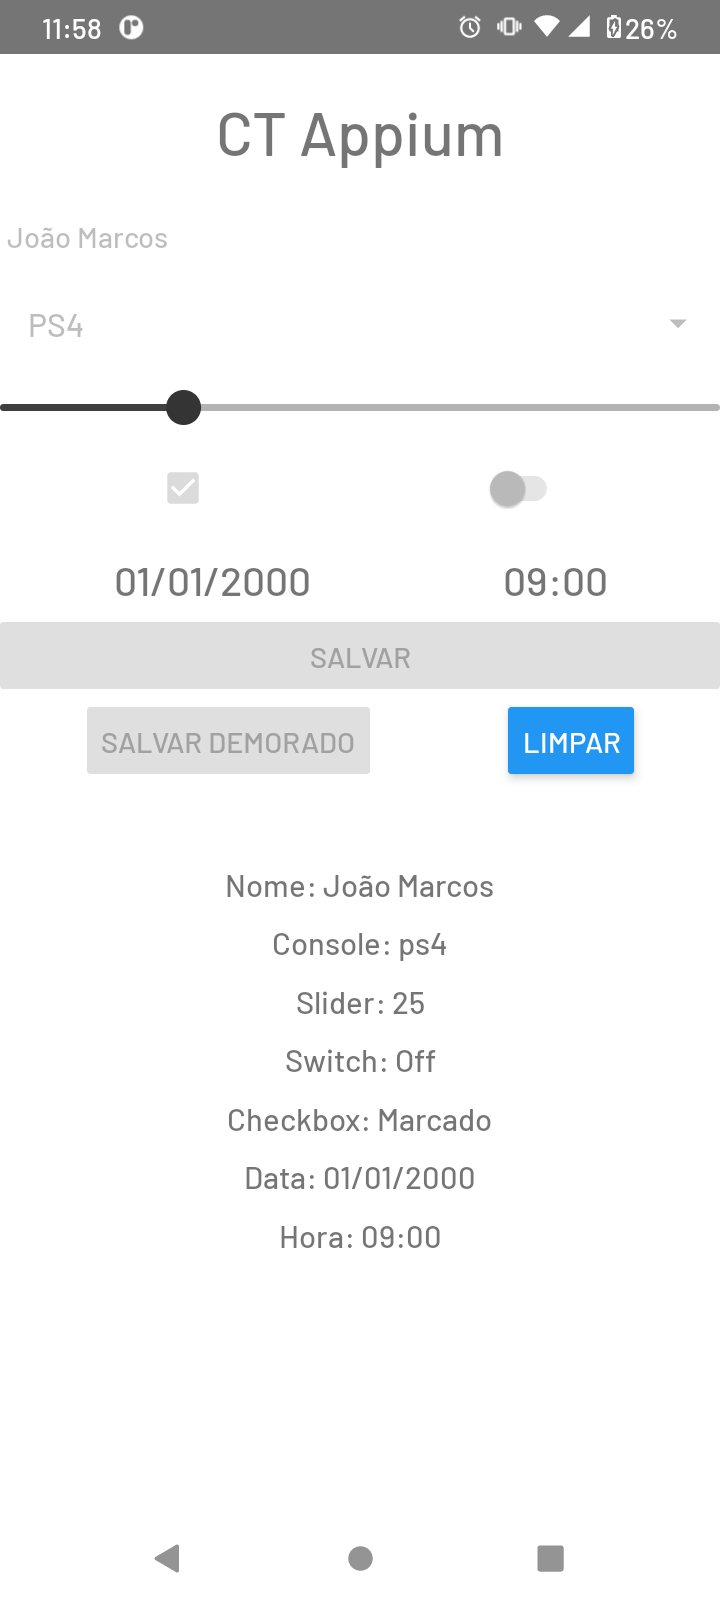 11:58 26%
CT Appium
João Marcos
PS4
01/01/2000 09:00
SALVAR
SALVAR DEMORADO LIMPAR
Nome: João Marcos
Console: ps4
Slider: 25
Switch: Off
Checkbox: Marcado
Data: 01/01/2000
Hora: 09:00